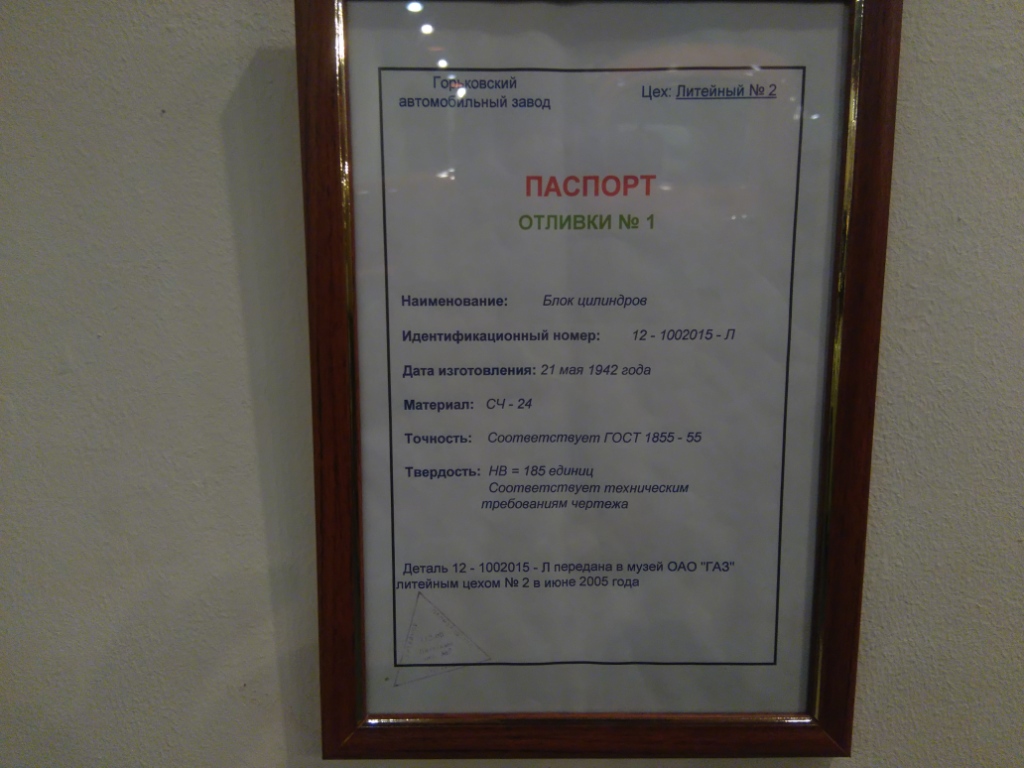 Горьковский
автомобильный завод
Цех: Литейный № 2
ПАСПОРТ
ОТЛИВКИ № 1
Наименование: Блок цилиндров
Идентификационный номер: 12 - 1002015 - Л
Дата изготовления: 21 мая 1942 года
Материал: СЧ - 24
Точность: Соответствует ГОСТ 1855 - 55
Твердость: НВ = 185 единиц
Соответствует техническим
требованиям чертежа
Деталь 12 - 1002015 - Л передана в музей ОАО "ГАЗ"
литейным цехом № 2 в июне 2005 года